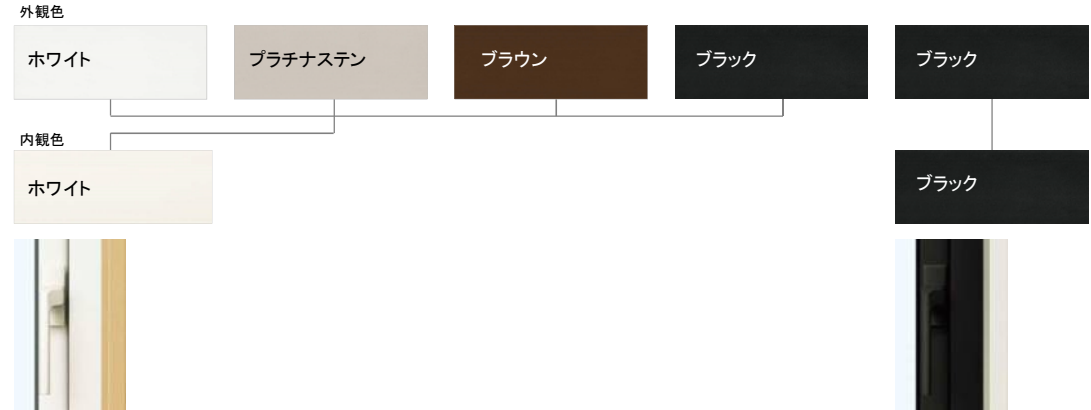 外観色
ホワイト
プラチナステン
ブラウン
ブラック
ブラック
内観色
ホワイト
ブラック